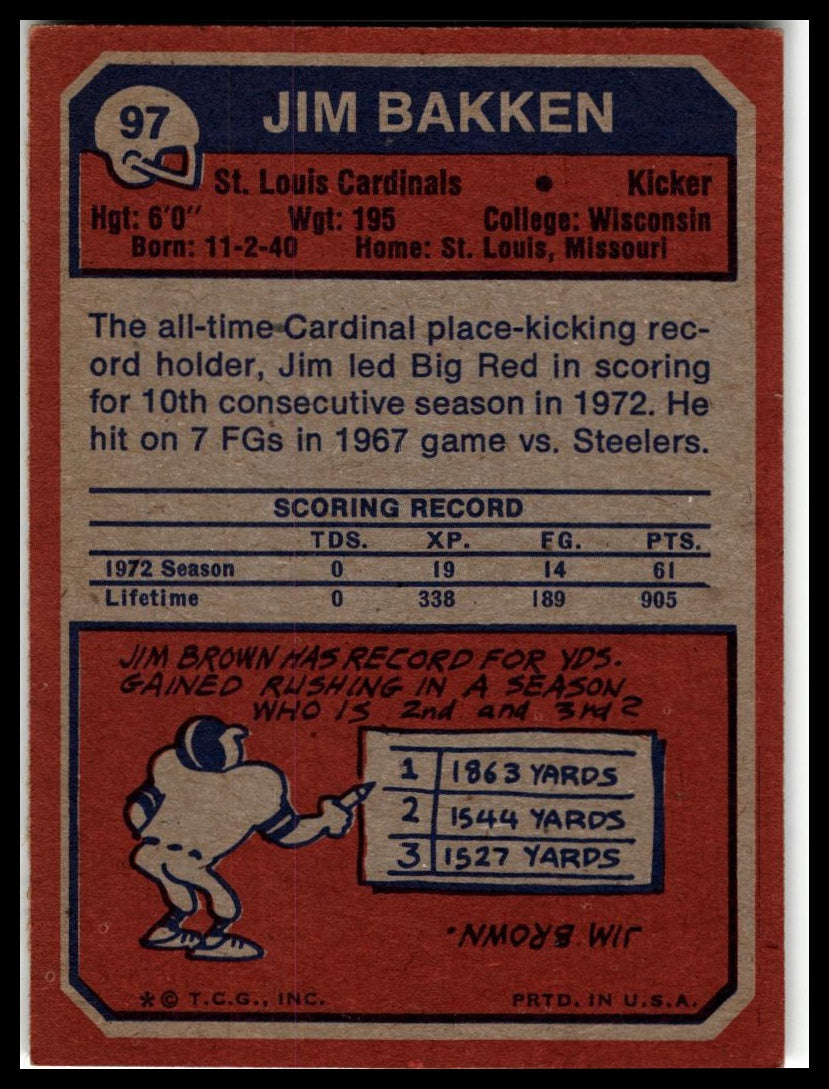 97
JIM BAKKEN
St. Louis Cardinals • Kicker
Hgt: 6'0" Wgt: 195 College: Wisconsin
Born: 11-2-40 Home: St. Louis, Missouri
The all-time Cardinal place-kicking rec-
ord holder, Jim led Big Red in scoring
for 10th consecutive season in 1972. He
hit on 7 FGs in 1967 game vs. Steelers.
SCORING RECORD
TDS. XP. FG. PTS.
1972 Season 0 19 14 61
Lifetime 0 338 189 905
JIM BROWN HAS RECORD FOR YDS.
GAINED RUSHING IN A SEASON
WHO IS 2nd and 3rd?
1 1863 YARDS
2 1544 YARDS
3 1527 YARDS
JIM BROWN.
*© T.C.G., INC. PRTD. IN U.S.A.